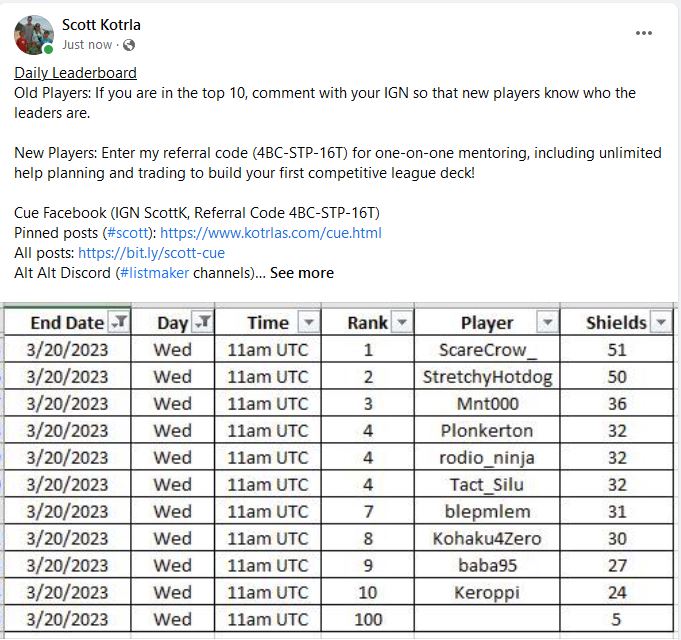 Scott Kotrla
Just now ·
Daily Leaderboard
Old Players: If you are in the top 10, comment with your IGN so that new players know who the
leaders are.
New Players: Enter my referral code (4BC-STP-16T) for one-on-one mentoring, including unlimited
help planning and trading to build your first competitive league deck!
Cue Facebook (IGN ScottK, Referral Code 4BC-STP-16T)
Pinned posts (#scott): https://www.kotrlas.com/cue.html
All posts: https://bit.ly/scott-cue
Alt Alt Discord (#listmaker channels)... See more
End Date Day Time Rank Player Shields
3/20/2023 Wed 11am UTC 1 ScareCrow_ 51
3/20/2023 Wed 11am UTC 2 StretchyHotdog 50
3/20/2023 Wed 11am UTC 3 Mnt000 36
3/20/2023 Wed 11am UTC 4 Plonkerton 32
3/20/2023 Wed 11am UTC 4 rodio_ninja 32
3/20/2023 Wed 11am UTC 4 Tact_Silu 32
3/20/2023 Wed 11am UTC 7 blepmlem 31
3/20/2023 Wed 11am UTC 8 Kohaku4Zero 30
3/20/2023 Wed 11am UTC 9 baba95 27
3/20/2023 Wed 11am UTC 10 Keroppi 24
3/20/2023 Wed 11am UTC 100 5